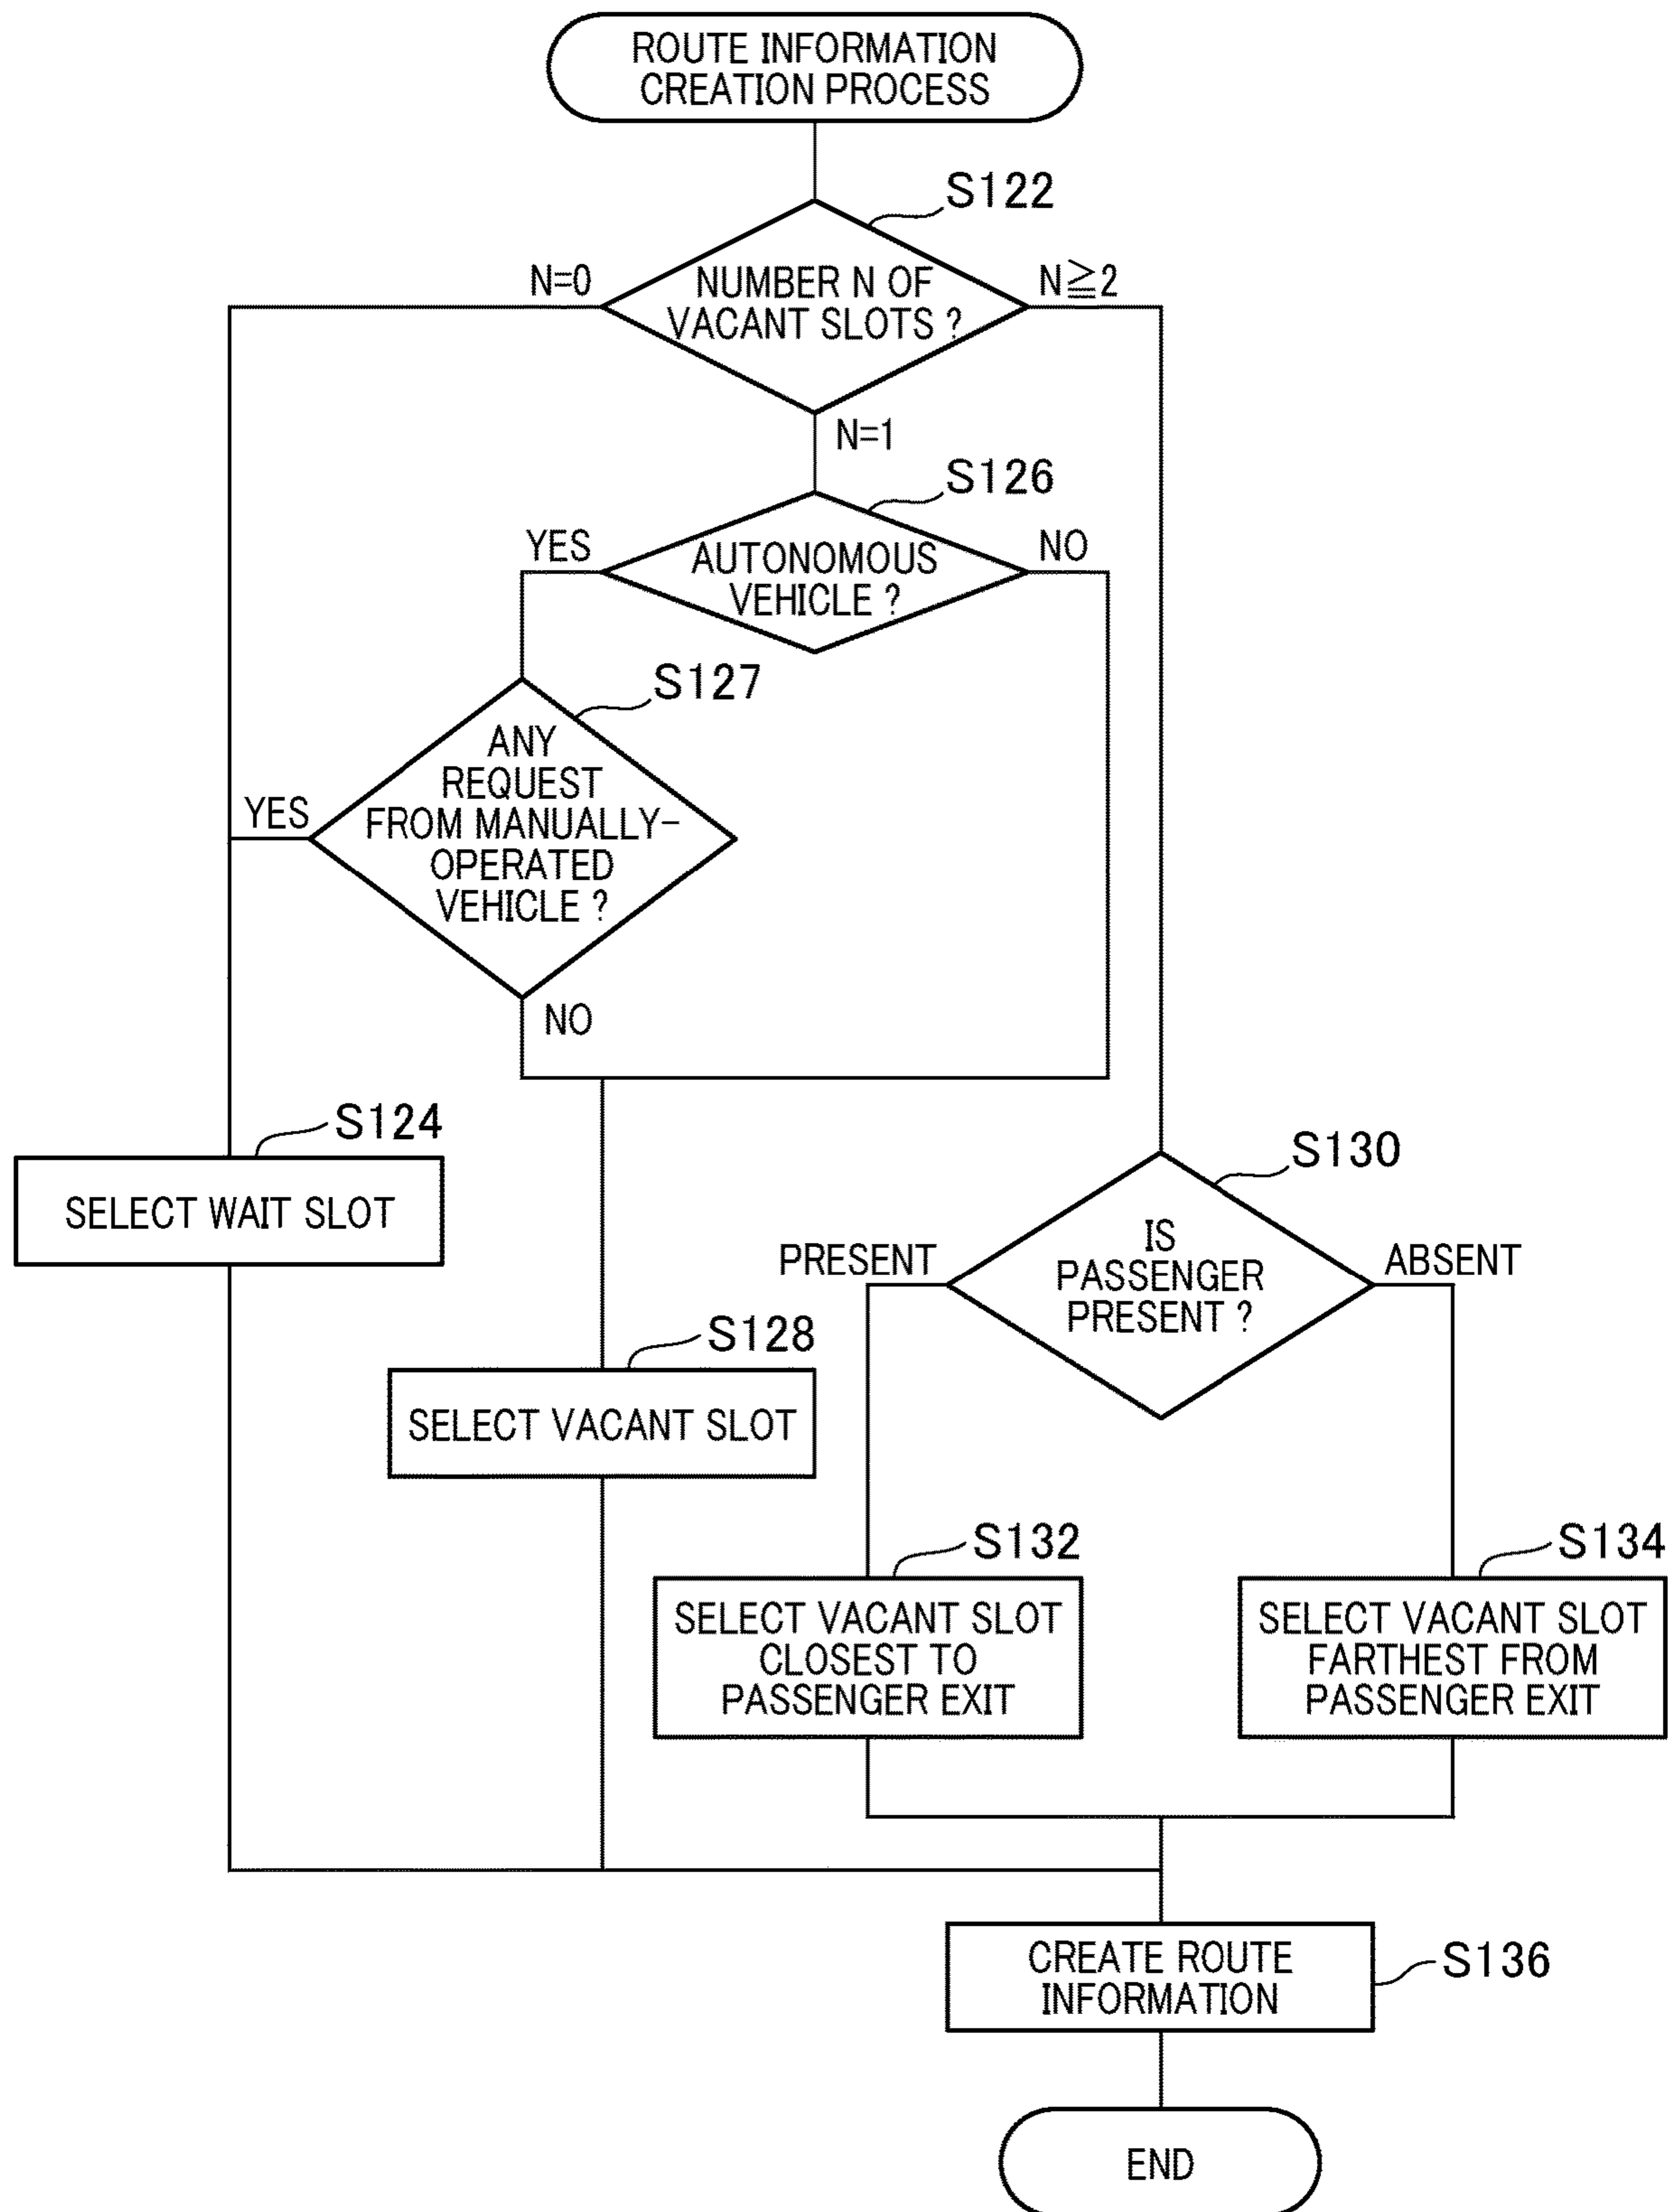 ROUTE INFORMATION
CREATION PROCESS
S122
N=0
NUMBER N OF
VACANT SLOTS ?
N≧2
N=1
S126
YES
AUTONOMOUS
VEHICLE ?
NO
S127
ANY
REQUEST
FROM MANUALLY-
OPERATED
VEHICLE ?
YES
NO
S124
SELECT WAIT SLOT
S130
IS
PASSENGER
PRESENT ?
PRESENT
ABSENT
S128
SELECT VACANT SLOT
S132
SELECT VACANT SLOT
CLOSEST TO
PASSENGER EXIT
S134
SELECT VACANT SLOT
FARTHEST FROM
PASSENGER EXIT
CREATE ROUTE
INFORMATION
S136
END